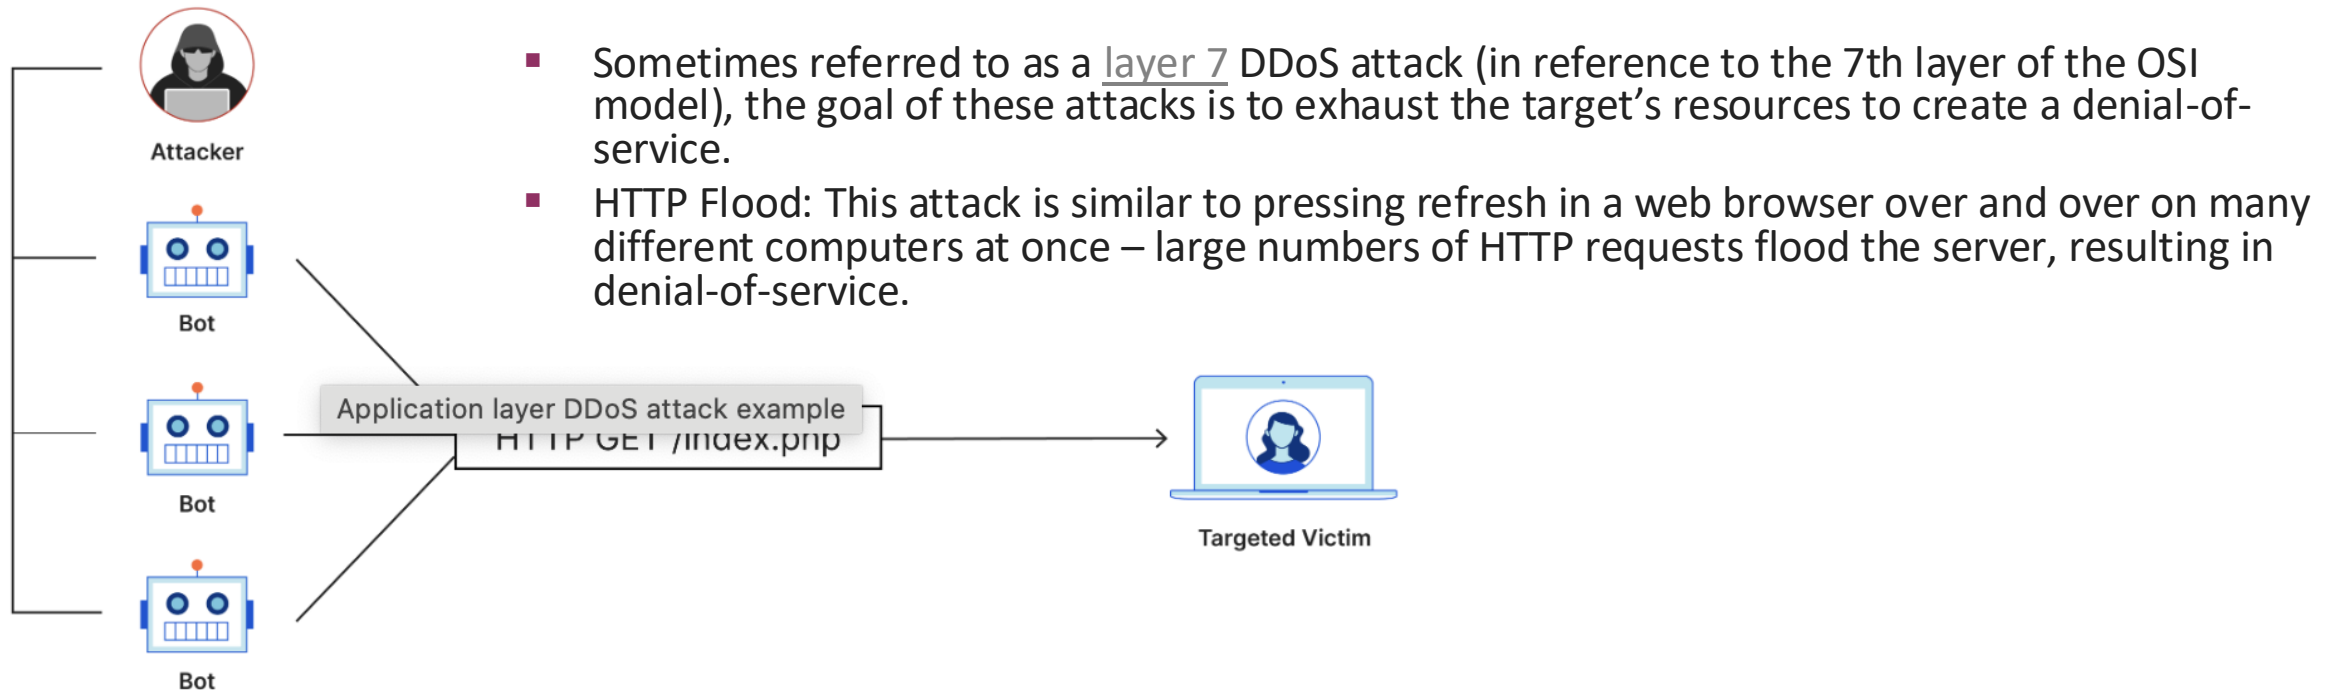 Sometimes referred to as a layer 7 DDoS attack (in reference to the 7th layer of the OSI
model), the goal of these attacks is to exhaust the target’s resources to create a denial-of-
service.
HTTP Flood: This attack is similar to pressing refresh in a web browser over and over on many
different computers at once – large numbers of HTTP requests flood the server, resulting in
denial-of-service.
Attacker
Bot
Application layer DDoS attack example
HTTP GET /index.php
Bot
Targeted Victim
Bot